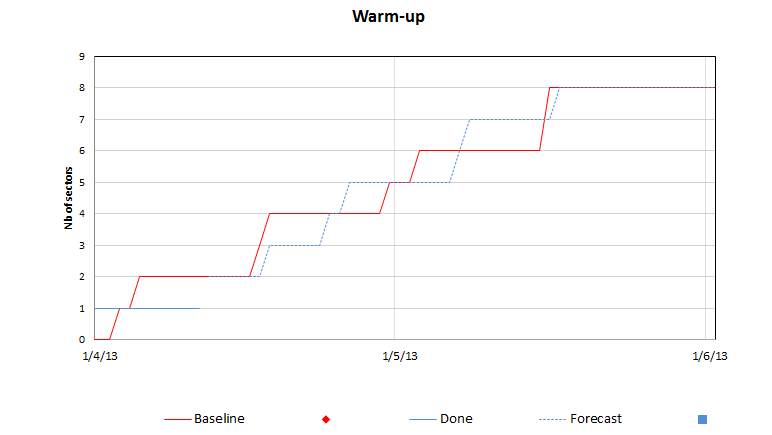 Warm-up
Nb of sectors
9
8
7
6
5
4
3
2
1
0
1/4/13 1/5/13 1/6/13
Baseline Done Forecast